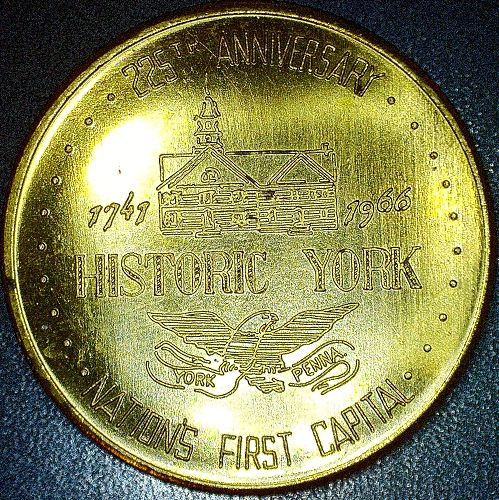 225TH ANNIVERSARY
1741 1966
HISTORIC YORK
YORK PENNA.
NATION'S FIRST CAPITAL